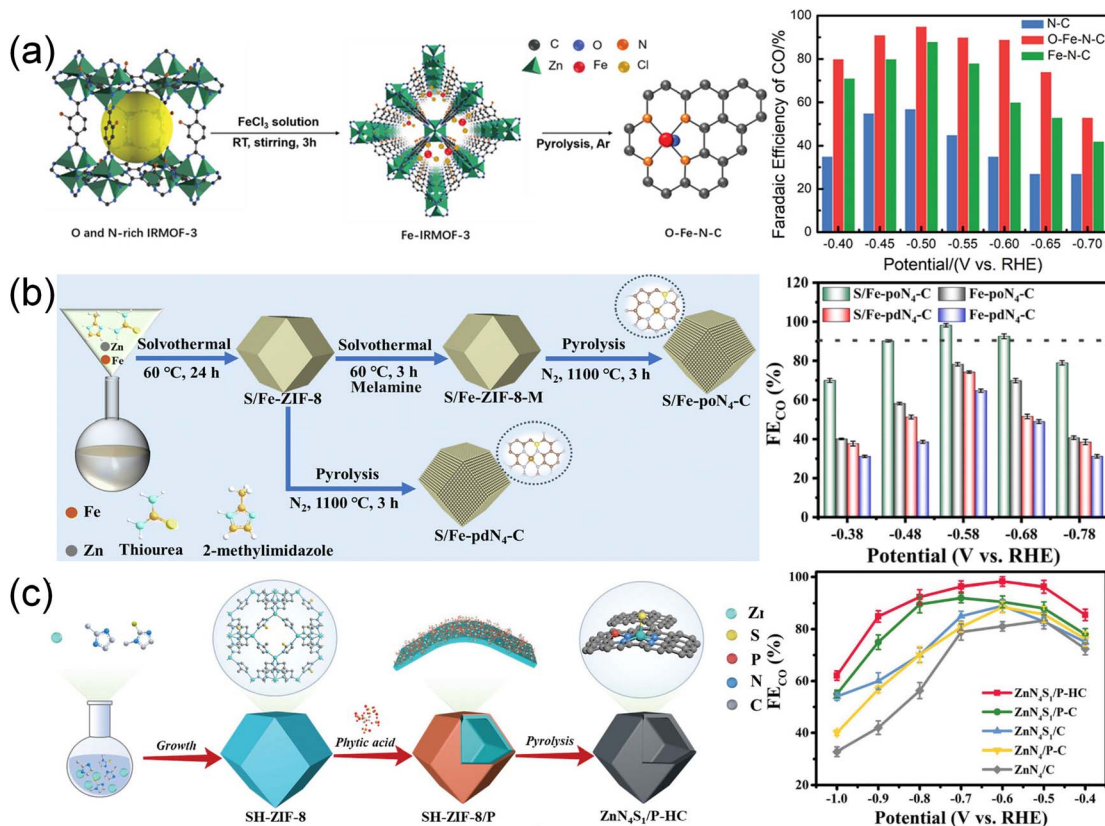 (a)
C O N
Zn Fe Cl
FeCl3 solution
RT, stirring, 3h
Pyrolysis, Ar
O and N-rich IRMOF-3
Fe-IRMOF-3
O-Fe-N-C
Faradaic Efficiency of CO/%
100
80
60
40
20
0
N-C
O-Fe-N-C
Fe-N-C
-0.40 -0.45 -0.50 -0.55 -0.60 -0.65 -0.70
Potential/(V vs. RHE)
(b)
Zn
Fe
Solvothermal
60 °C, 24 h
S/Fe-ZIF-8
Solvothermal
60 °C, 3 h
Melamine
S/Fe-ZIF-8-M
Pyrolysis
N2, 1100 °C, 3 h
S/Fe-poN4-C
Pyrolysis
N2, 1100 °C, 3 h
S/Fe-pdN4-C
Fe
Zn
Thiourea
2-methylimidazole
FECO (%)
120
100
80
60
40
20
0
S/Fe-poN4-C Fe-poN4-C
S/Fe-pdN4-C Fe-pdN4-C
-0.38 -0.48 -0.58 -0.68 -0.78
Potential (V vs. RHE)
(c)
Growth
SH-ZIF-8
Phytic acid
SH-ZIF-8/P
Pyrolysis
ZnN4S1/P-HC
Zn
S
P
N
C
FECO (%)
100
80
60
40
20
ZnN4S1/P-HC
ZnN4S1/P-C
ZnN4S1/C
ZnN4/P-C
ZnN4/C
-1.0 -0.9 -0.8 -0.7 -0.6 -0.5 -0.4
Potential (V vs. RHE)